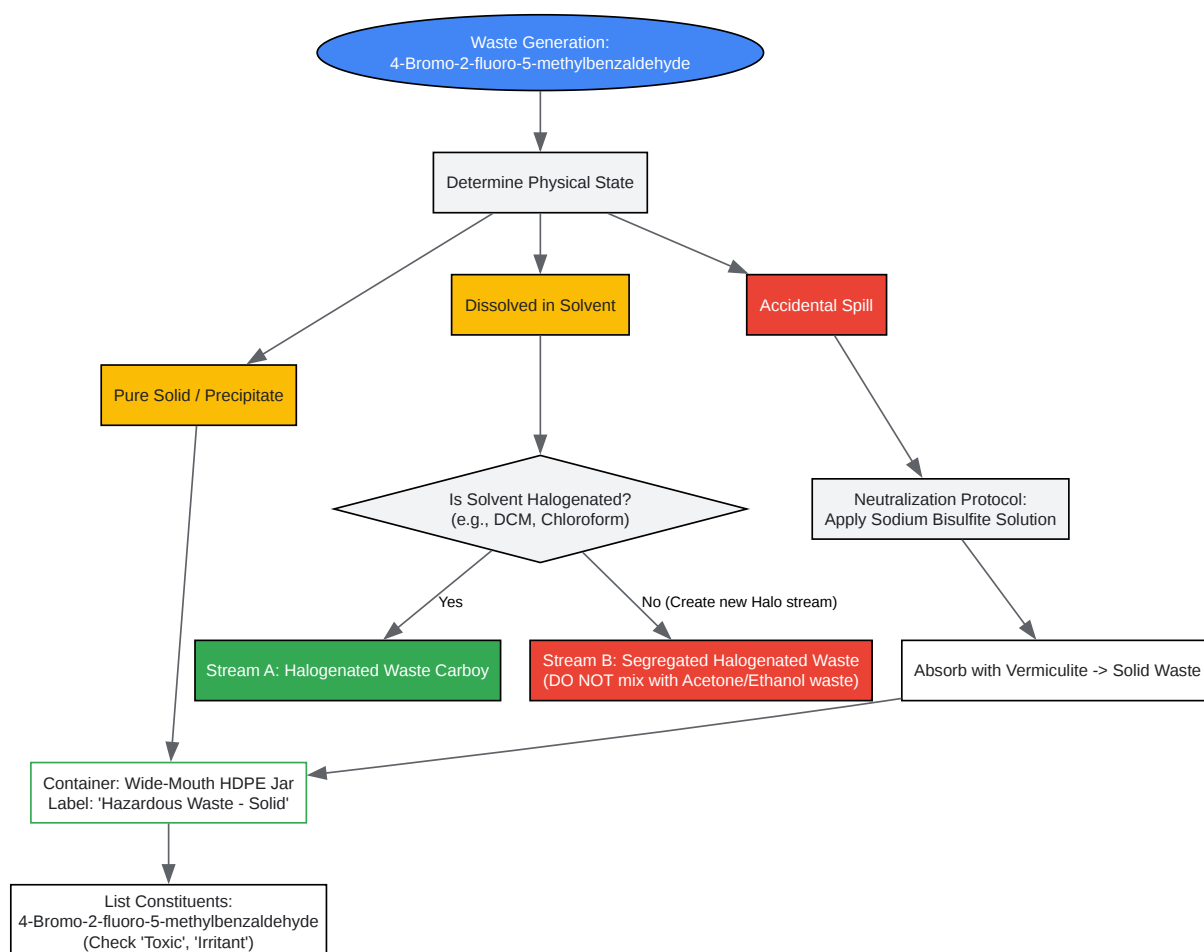 Waste Generation:
4-Bromo-2-fluoro-5-methylbenzaldehyde
Determine Physical State
Dissolved in Solvent
Accidental Spill
Pure Solid / Precipitate
Is Solvent Halogenated?
(e.g., DCM, Chloroform)
Neutralization Protocol:
Apply Sodium Bisulfite Solution
Yes
No (Create new Halo stream)
Stream A: Halogenated Waste Carboy
Stream B: Segregated Halogenated Waste
(DO NOT mix with Acetone/Ethanol waste)
Absorb with Vermiculite -> Solid Waste
Container: Wide-Mouth HDPE Jar
Label: 'Hazardous Waste - Solid'
List Constituents:
4-Bromo-2-fluoro-5-methylbenzaldehyde
(Check 'Toxic', 'Irritant')